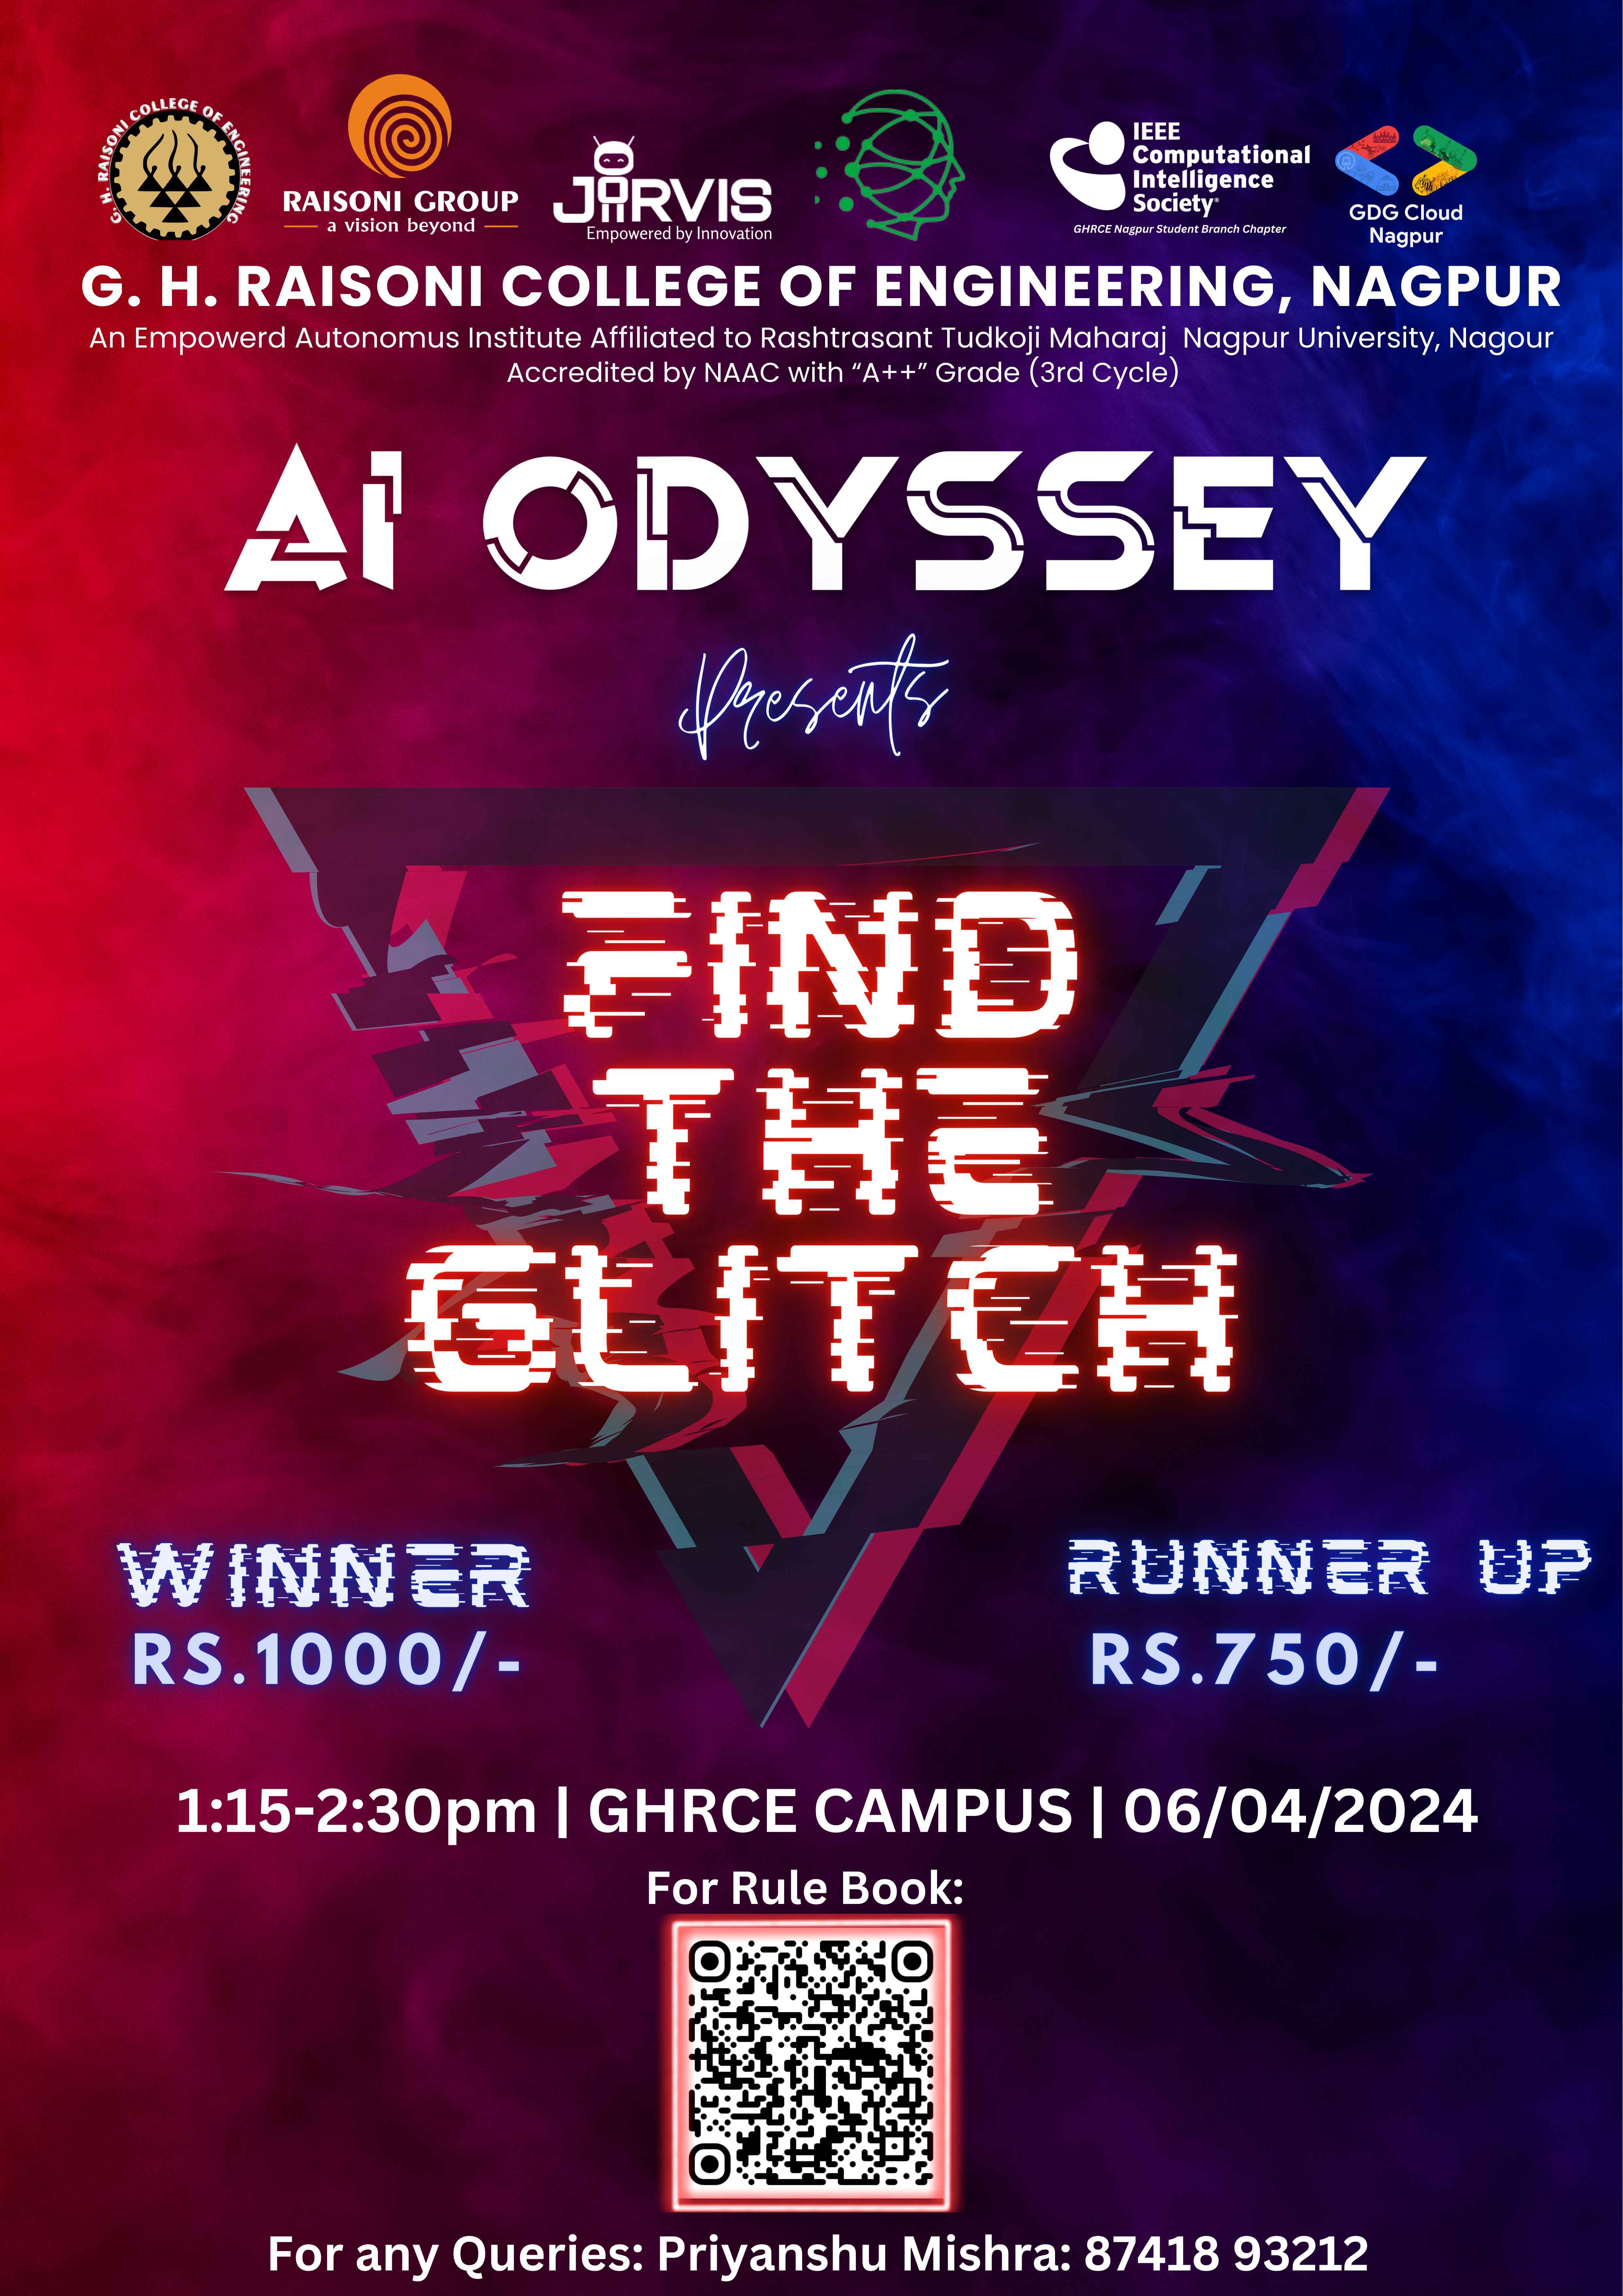 G. H. RAISONI COLLEGE OF ENGINEERING
RAISONI GROUP
a vision beyond
JARVIS
Empowered by Innovation
IEEE
Computational
Intelligence
Society
GHRCE Nagpur Student Branch Chapter
GDG Cloud
Nagpur
G. H. RAISONI COLLEGE OF ENGINEERING, NAGPUR
An Empowerd Autonomus Institute Affiliated to Rashtrasant Tudkoji Maharaj Nagpur University, Nagour
Accredited by NAAC with “A++” Grade (3rd Cycle)
AI ODYSSEY
Presents
FIND
THE
GLITCH
WINNER
RS.1000/-
RUNNER UP
RS.750/-
1:15-2:30pm | GHRCE CAMPUS | 06/04/2024
For Rule Book:
For any Queries: Priyanshu Mishra: 87418 93212